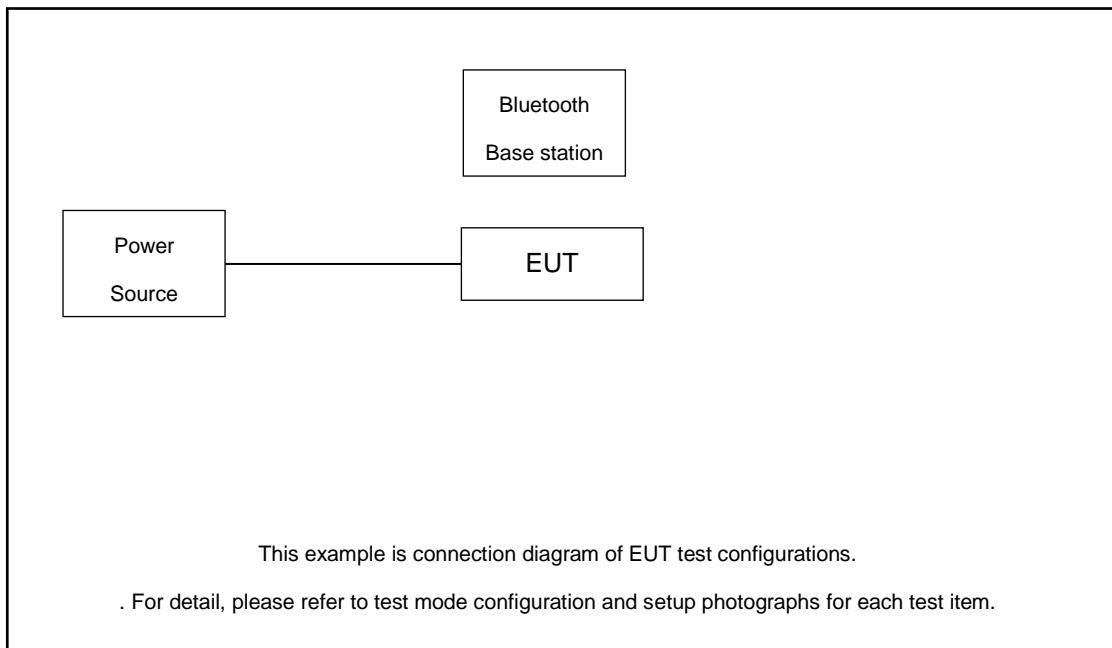 Bluetooth
Base station
Power
Source
EUT
This example is connection diagram of EUT test configurations.
. For detail, please refer to test mode configuration and setup photographs for each test item.